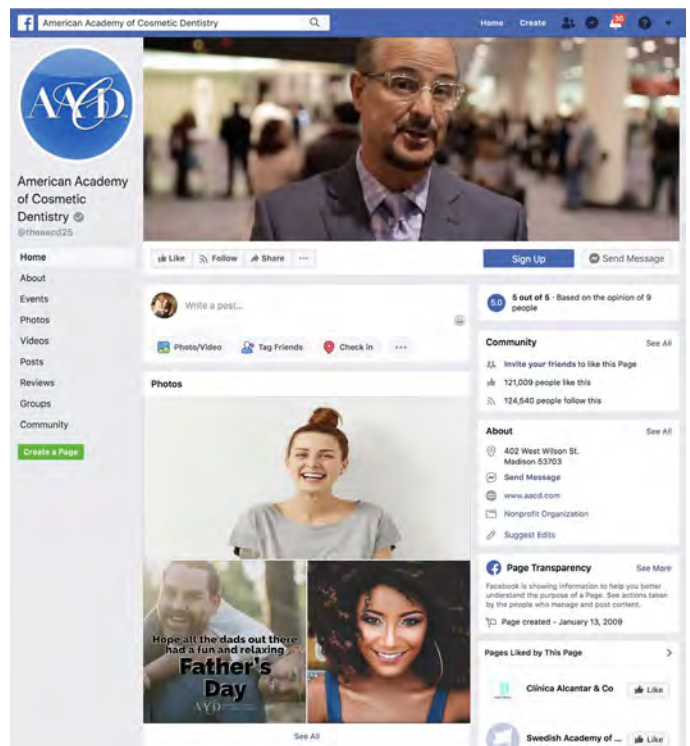 American Academy of Cosmetic Dentistry
Home
Create
30
AACD
American Academy
of Cosmetic
Dentistry
@theaacd25
Home
About
Events
Photos
Videos
Posts
Reviews
Groups
Community
Create a Page
Like
Follow
Share
Sign Up
Send Message
Write a post...
Photo/Video
Tag Friends
Check in
Photos
Hope all the dads out there
had a fun and relaxing
Father's
Day
AACD
See All
5.0
5 out of 5 · Based on the opinion of 9
people
Community
See All
Invite your friends to like this Page
121,009 people like this
124,540 people follow this
About
See All
402 West Wilson St.
Madison 53703
Send Message
www.aacd.com
Nonprofit Organization
Suggest Edits
Page Transparency
See More
Facebook is showing information to help you better
understand the purpose of a Page. See actions taken
by the people who manage and post content.
Page created - January 13, 2009
Pages Liked by This Page
Clínica Alcantar & Co
Like
Swedish Academy of ...
Like